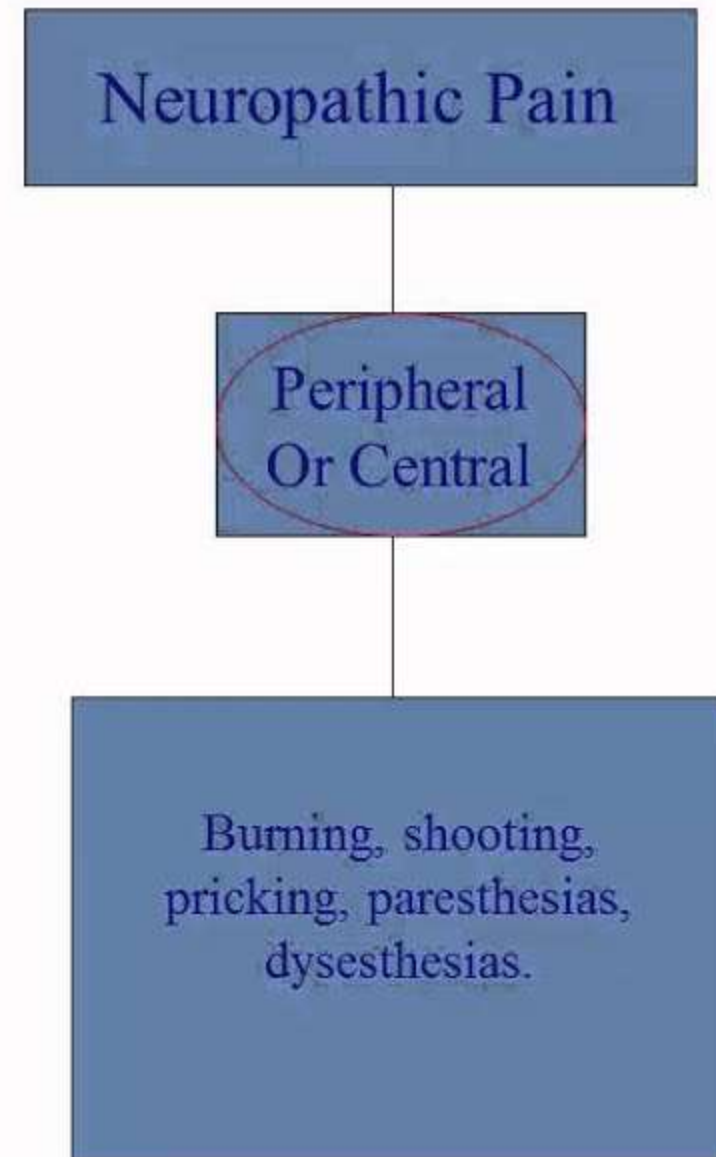 Neuropathic Pain
Peripheral
Or Central
Burning, shooting,
pricking, paresthesias,
dysesthesias.